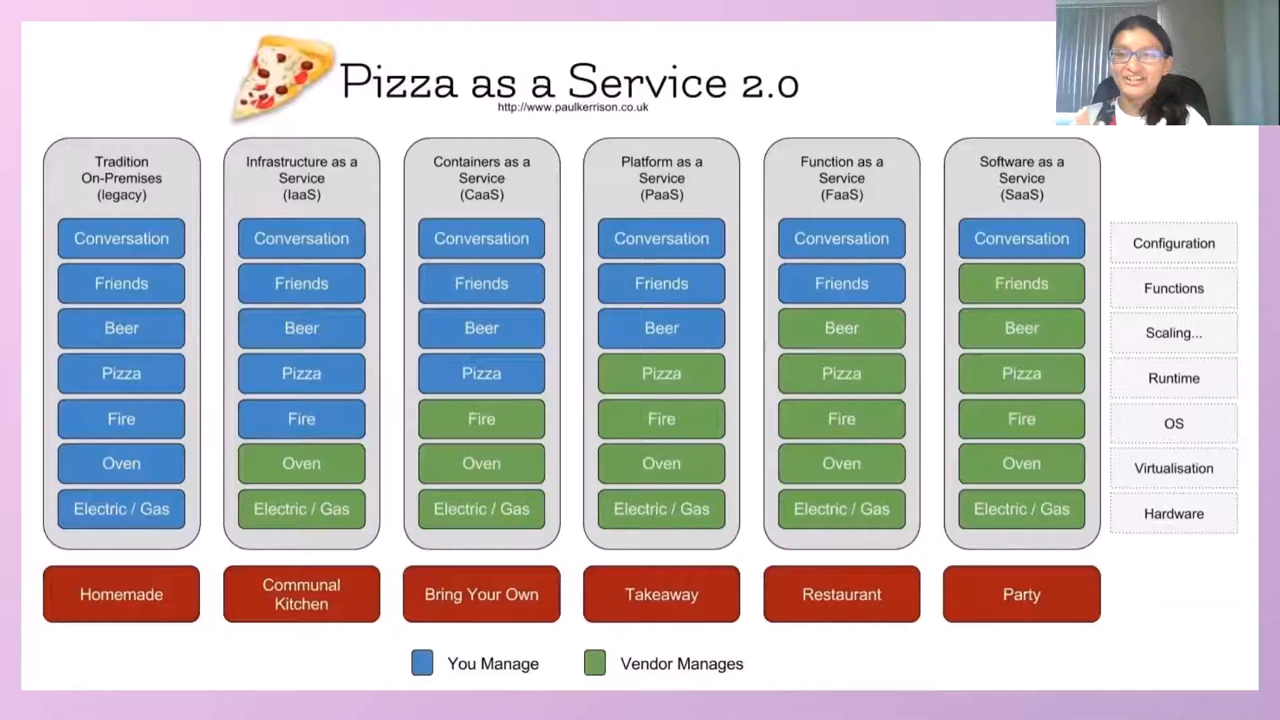 Pizza as a Service 2.0
http://www.paulkerrison.co.uk
Tradition
On-Premises
(legacy)
Conversation
Friends
Beer
Pizza
Fire
Oven
Electric / Gas
Homemade
Infrastructure as a
Service
(IaaS)
Conversation
Friends
Beer
Pizza
Fire
Oven
Electric / Gas
Communal
Kitchen
Containers as a
Service
(CaaS)
Conversation
Friends
Beer
Pizza
Fire
Oven
Electric / Gas
Bring Your Own
Platform as a
Service
(PaaS)
Conversation
Friends
Beer
Pizza
Fire
Oven
Electric / Gas
Takeaway
Function as a
Service
(FaaS)
Conversation
Friends
Beer
Pizza
Fire
Oven
Electric / Gas
Restaurant
Software as a
Service
(SaaS)
Conversation
Friends
Beer
Pizza
Fire
Oven
Electric / Gas
Party
Configuration
Functions
Scaling...
Runtime
OS
Virtualisation
Hardware
You Manage
Vendor Manages